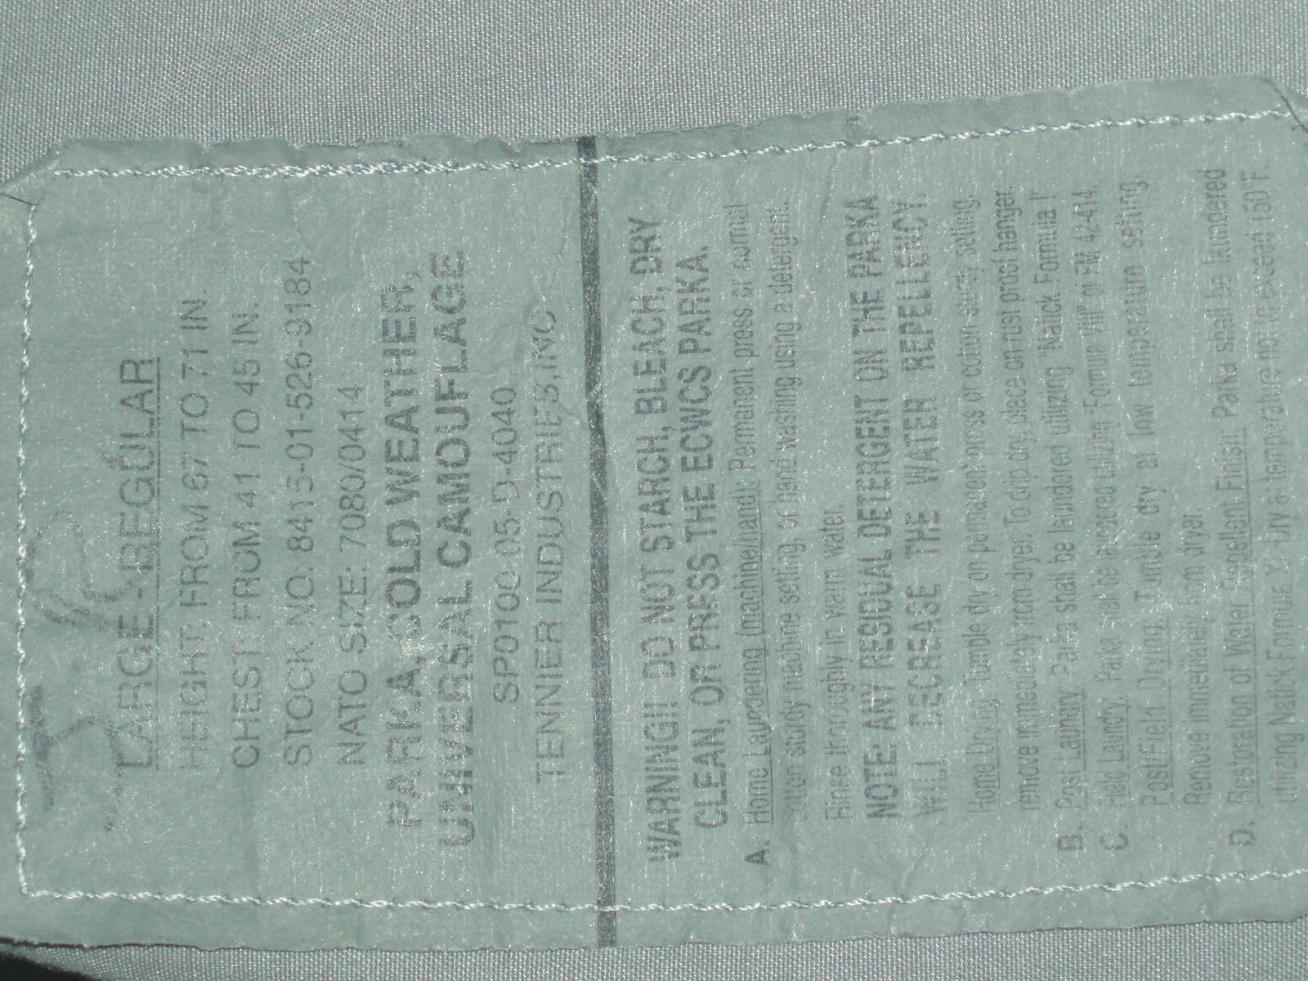 LARGE-REGULAR
HEIGHT: FROM 67 TO 71 IN.
CHEST: FROM 41 TO 45 IN.
STOCK NO: 8415-01-526-9184
NATO SIZE: 7080/0414
PARKA, COLD WEATHER,
UNIVERSAL CAMOUFLAGE
SP0100-05-D-4040
TENNIER INDUSTRIES,INC
WARNING!! DO NOT STARCH, BLEACH, DRY
CLEAN, OR PRESS THE ECWCS PARKA.
A. Home Laundering (machine/hand): Permanent press or normal
cotton sturdy machine setting, or hand washing using a detergent.
Rinse thoroughly in warm water.
NOTE: ANY RESIDUAL DETERGENT ON THE PARKA
WILL DECREASE THE WATER REPELLENCY.
Home Drying. Tumble dry on permanent press or cotton sturdy setting,
remove immediately from dryer. To drip dry, place on rust proof hanger.
B. Post Laundry. Parka shall be laundered utilizing "Natick Formula I"
C. Field Laundry. Parka shall be laundered utilizing Formula of FM 42-414.
Post/Field Drying. Tumble dry at low temperature setting.
Remove immediately from dryer.
D. Restoration of Water Repellent Finish. Parka shall be laundered
utilizing Natick Formula Dry at temperature not to exceed 150°F.